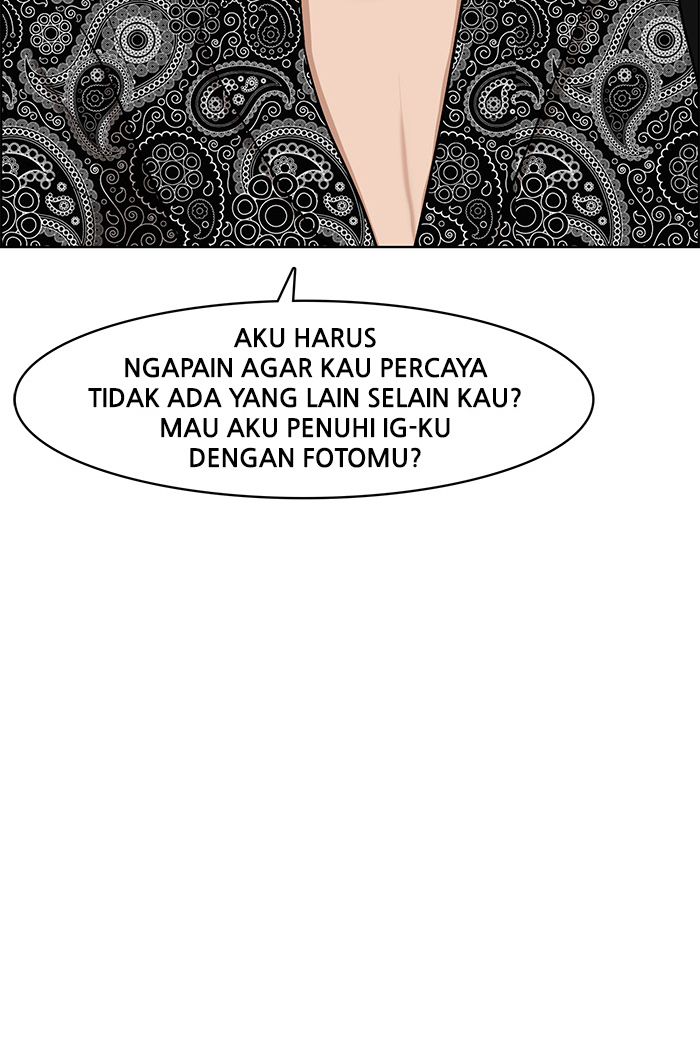 AKU HARUS
NGAPAIN AGAR KAU PERCAYA
TIDAK ADA YANG LAIN SELAIN KAU?
MAU AKU PENUHI IG-KU
DENGAN FOTOMU?